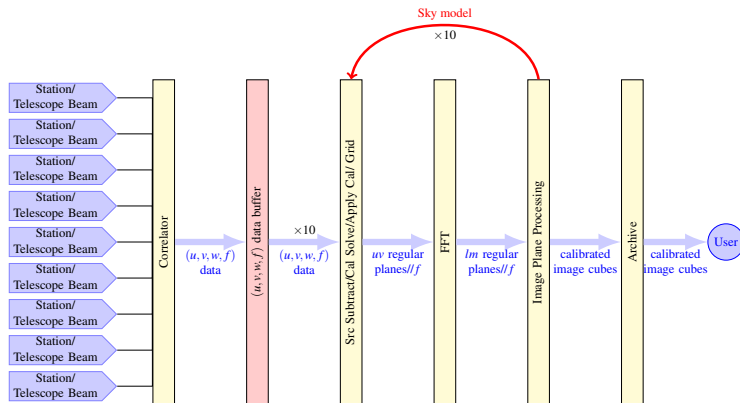 Sky model
×10
Station/
Telescope Beam
Station/
Telescope Beam
Station/
Telescope Beam
Station/
Telescope Beam
Station/
Telescope Beam
Station/
Telescope Beam
Station/
Telescope Beam
Station/
Telescope Beam
Station/
Telescope Beam
Correlator
(u, v, w, f)
data
(u, v, w, f) data buffer
×10
(u, v, w, f)
data
Src Subtract/Cal Solve/Apply Cal/ Grid
uv regular
planes//f
FFT
lm regular
planes//f
Image Plane Processing
calibrated
image cubes
Archive
calibrated
image cubes
User